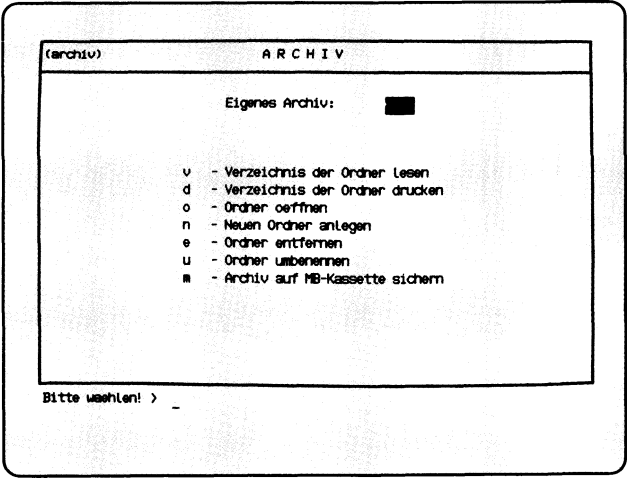 (archiv) A R C H I V
Eigenes Archiv:
v - Verzeichnis der Ordner lesen
d - Verzeichnis der Ordner drucken
o - Ordner oeffnen
n - Neuen Ordner anlegen
e - Ordner entfernen
u - Ordner umbenennen
m - Archiv auf MB-Kassette sichern
Bitte waehlen! > _